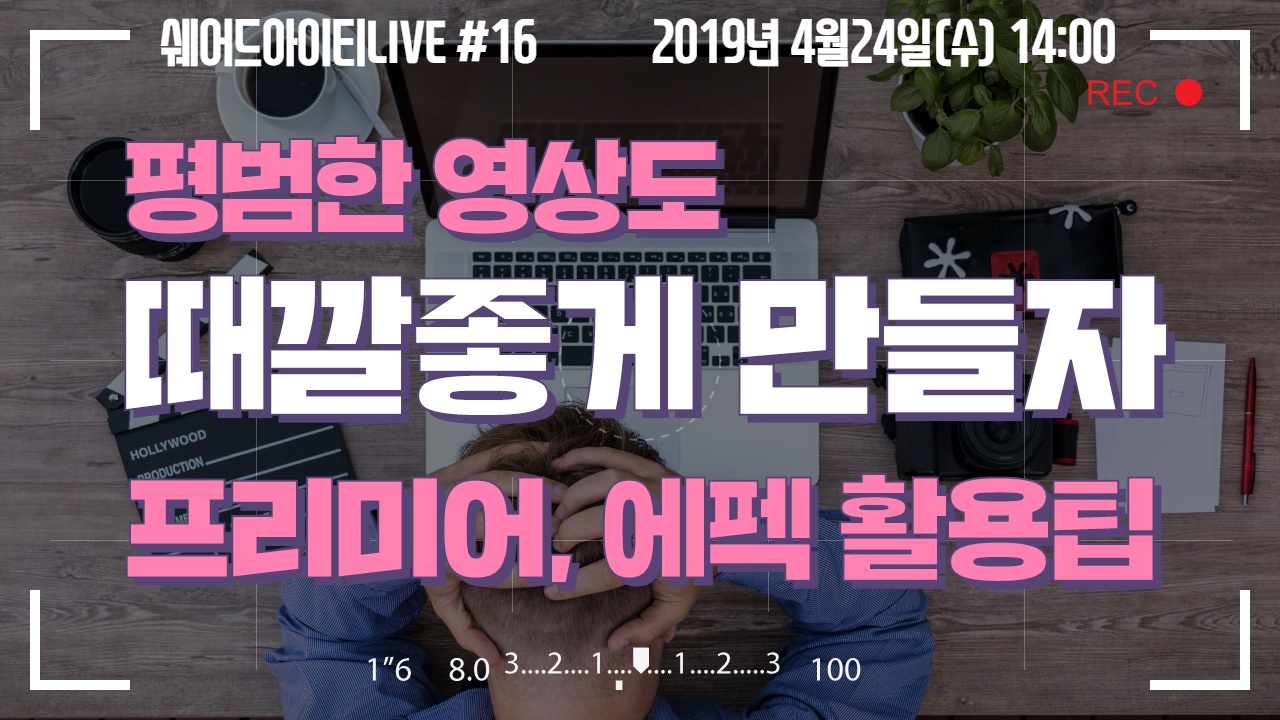 쉐어드아이티LIVE #16 2019년 4월24일(수) 14:00
REC
평범한 영상도
때깔좋게 만들자
HOLLYWOOD
PRODUCTION
프리미어, 에펙 활용팁
1”6 8.0 3....2....1....0....1....2.....3 100